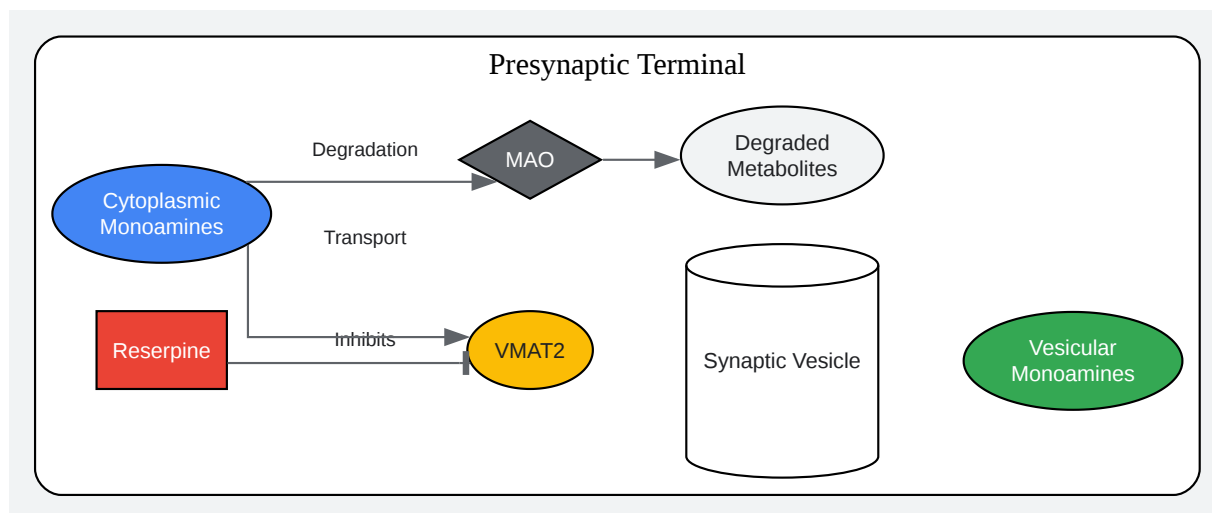 Presynaptic Terminal
Degradation
MAO
Degraded
Metabolites
Cytoplasmic
Monoamines
Transport
Reserpine
Inhibits
VMAT2
Synaptic Vesicle
Vesicular
Monoamines